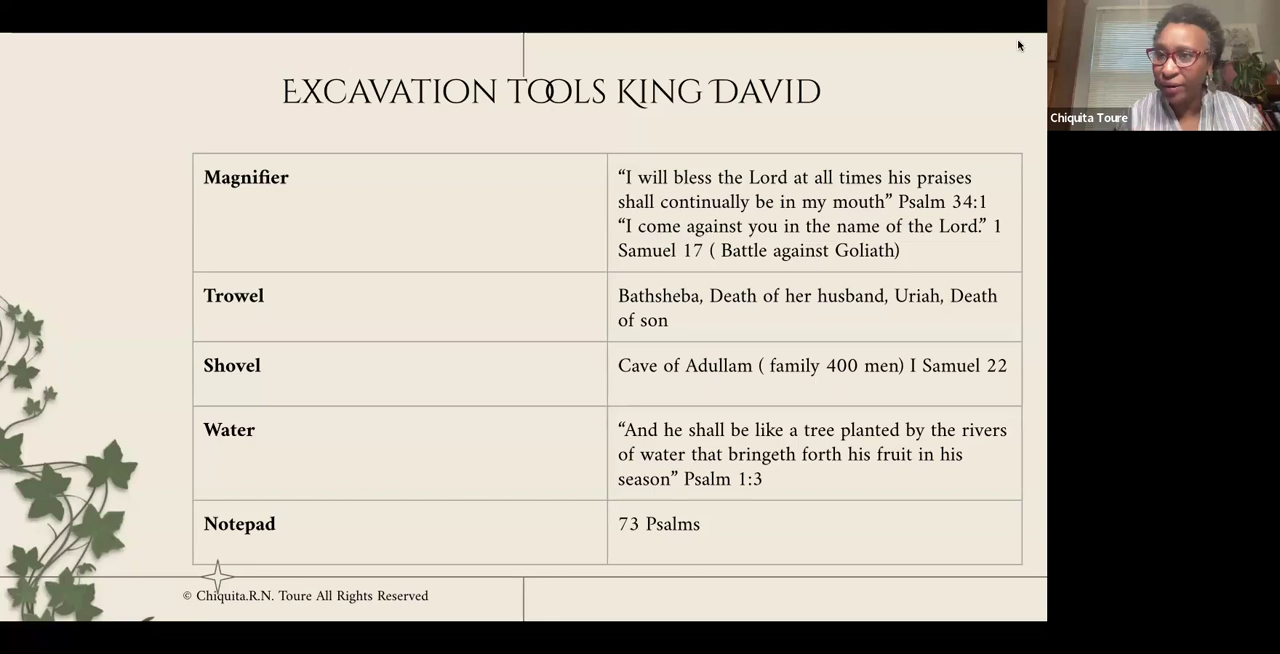 EXCAVATION TOOLS KING DAVID
Chiquita Toure
Magnifier
“I will bless the Lord at all times his praises
shall continually be in my mouth” Psalm 34:1
“I come against you in the name of the Lord.” 1
Samuel 17 ( Battle against Goliath)
Trowel
Bathsheba, Death of her husband, Uriah, Death
of son
Shovel
Cave of Adullam ( family 400 men) I Samuel 22
Water
“And he shall be like a tree planted by the rivers
of water that bringeth forth his fruit in his
season” Psalm 1:3
Notepad
73 Psalms
© Chiquita.R.N. Toure All Rights Reserved